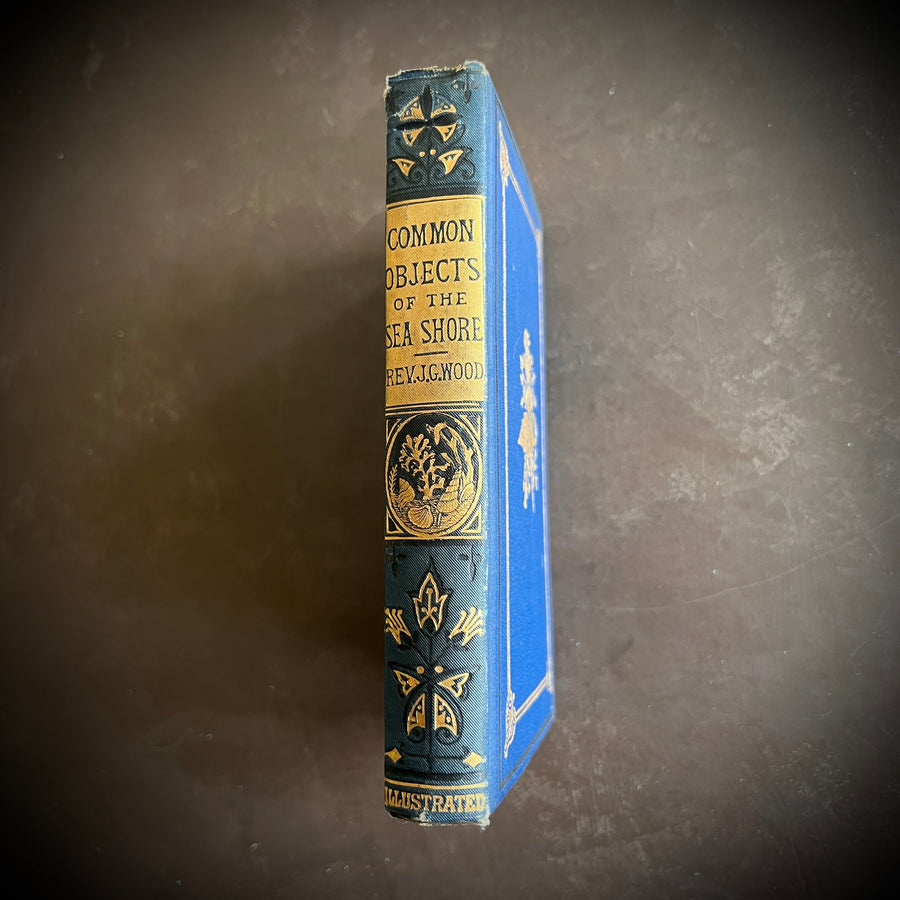 COMMON
OBJECTS
OF THE
SEA SHORE
REV. J. G. WOOD
ILLUSTRATED